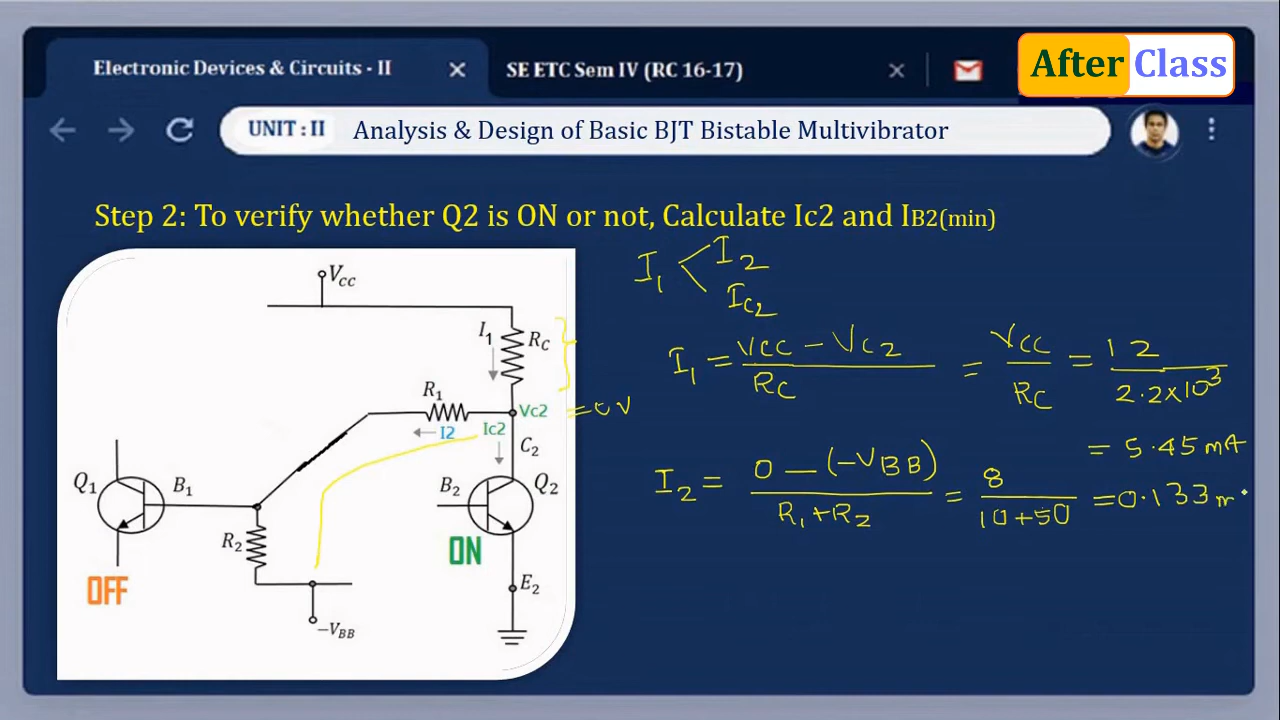 Electronic Devices & Circuits - II
SE ETC Sem IV (RC 16-17)
After Class
UNIT : II
Analysis & Design of Basic BJT Bistable Multivibrator
Step 2: To verify whether Q2 is ON or not, Calculate Ic2 and IB2(min)
I1 < I2
IC2
VCC
I1
RC
I1 = VCC - VC2 / RC = VCC / RC = 12 / 2.2×10^3
= 5.45 mA
R1
Vc2 = 0V
I2
Ic2
C2
I2 = 0 - (-VBB) / R1 + R2 = 8 / 10+50 = 0.133 m
Q1
B1
B2
Q2
R2
ON
OFF
E2
-VBB